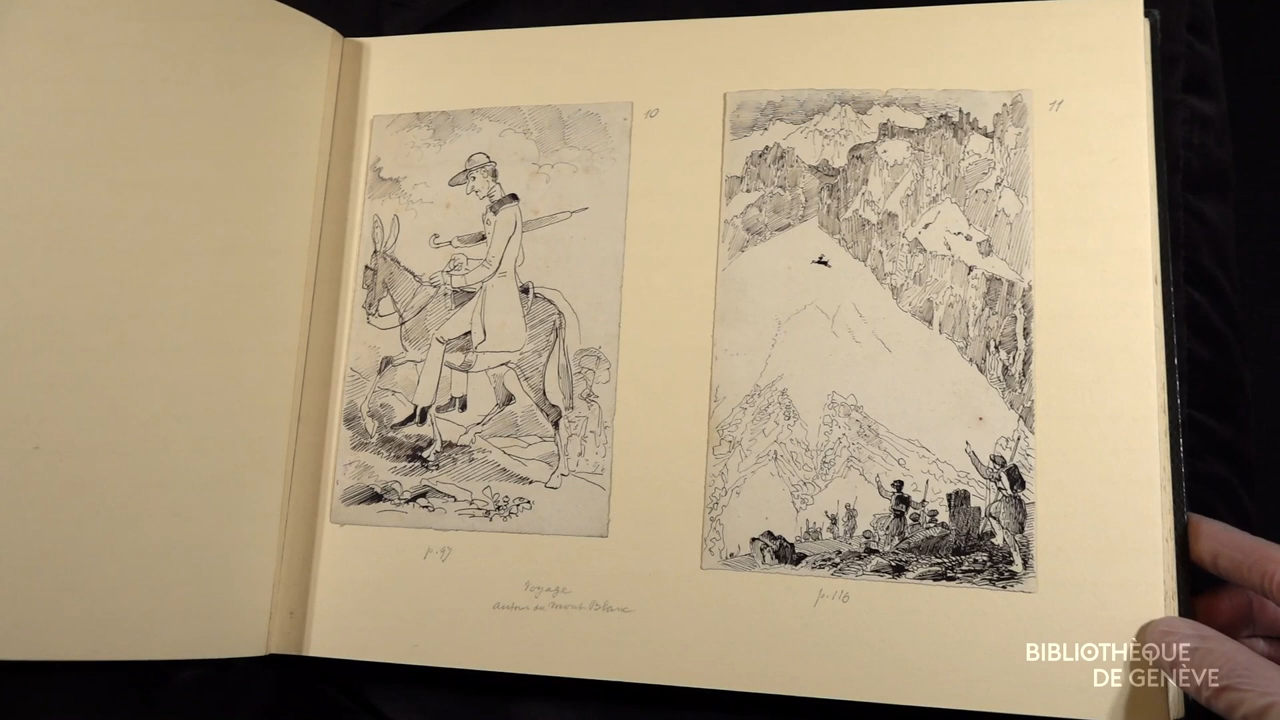 10
11
p. 97
p. 116
Voyage
autour du Mont Blanc
BIBLIOTHÈQUE
DE GENÈVE